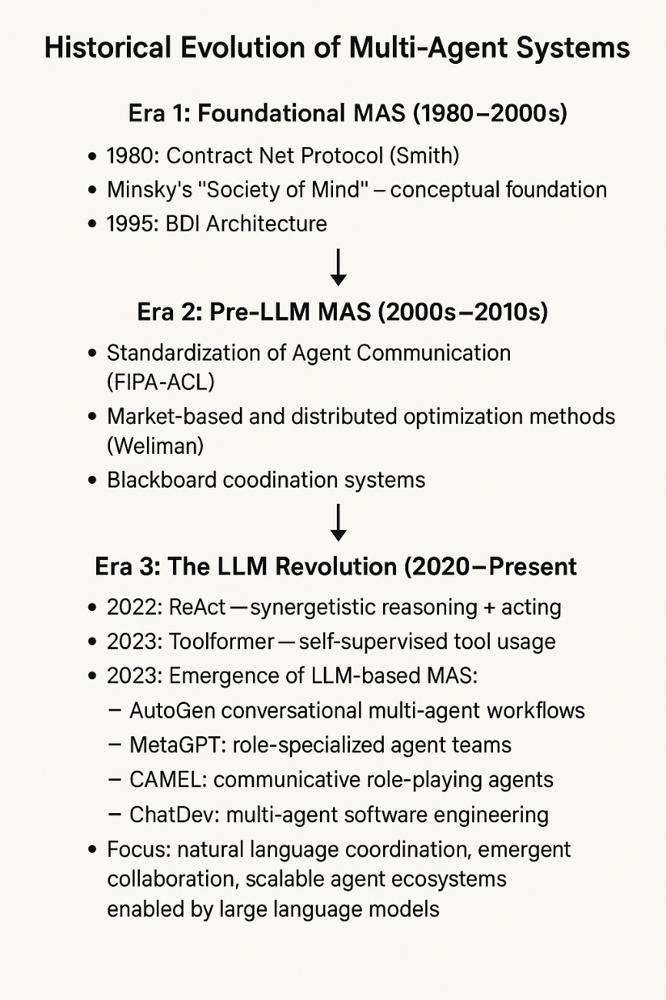 Historical Evolution of Multi-Agent Systems
Era 1: Foundational MAS (1980–2000s)
• 1980: Contract Net Protocol (Smith)
• Minsky's "Society of Mind" – conceptual foundation
• 1995: BDI Architecture
Era 2: Pre-LLM MAS (2000s–2010s)
• Standardization of Agent Communication
(FIPA-ACL)
• Market-based and distributed optimization methods
(Weliman)
• Blackboard coodination systems
Era 3: The LLM Revolution (2020–Present
• 2022: ReAct—synergetistic reasoning + acting
• 2023: Toolformer—self-supervised tool usage
• 2023: Emergence of LLM-based MAS:
– AutoGen conversational multi-agent workflows
– MetaGPT: role-specialized agent teams
– CAMEL: communicative role-playing agents
– ChatDev: multi-agent software engineering
• Focus: natural language coordination, emergent
collaboration, scalable agent ecosystems
enabled by large language models